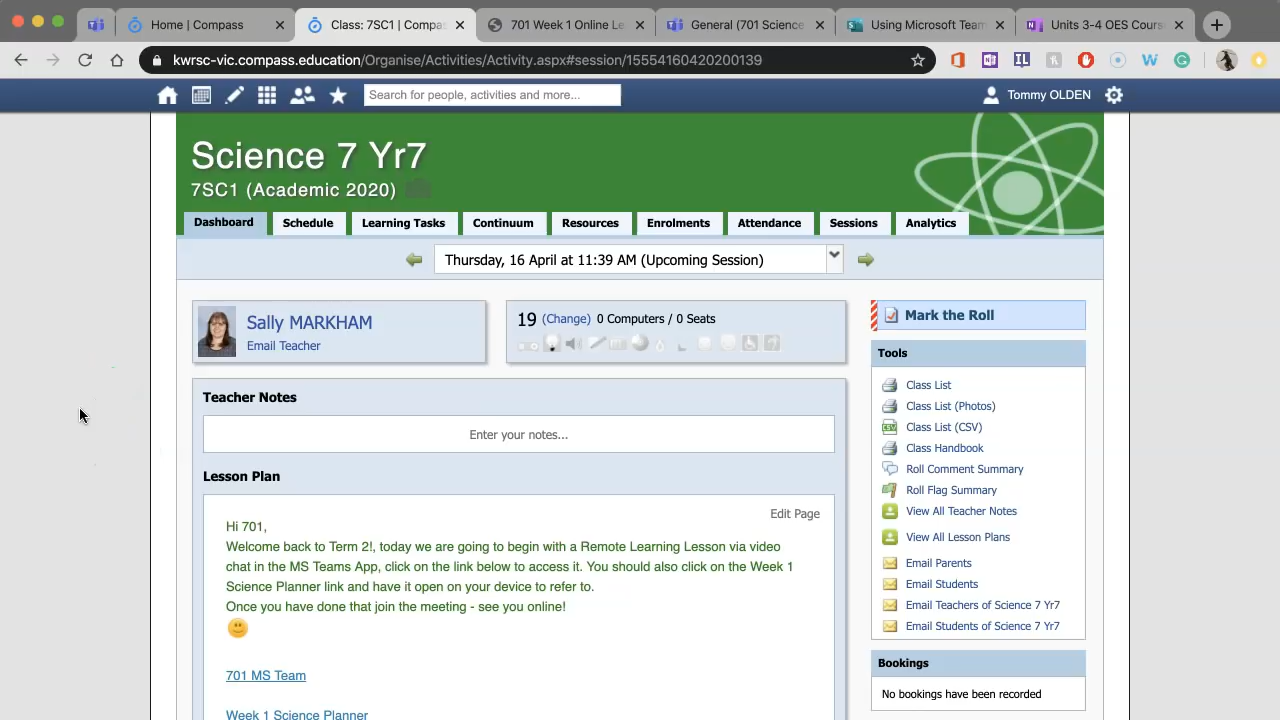 Home | Compass
Class: 7SC1 | Compas
701 Week 1 Online Le
General (701 Science
Using Microsoft Team
Units 3-4 OES Cours
kwrsc-vic.compass.education/Organise/Activities/Activity.aspx#session/15554160420200139
Search for people, activities and more...
Tommy OLDEN
Science 7 Yr7
7SC1 (Academic 2020)
Dashboard
Schedule
Learning Tasks
Continuum
Resources
Enrolments
Attendance
Sessions
Analytics
Thursday, 16 April at 11:39 AM (Upcoming Session)
Sally MARKHAM
Email Teacher
19 (Change) 0 Computers / 0 Seats
Teacher Notes
Enter your notes...
Lesson Plan
Edit Page
Hi 701,
Welcome back to Term 2!, today we are going to begin with a Remote Learning Lesson via video
chat in the MS Teams App, click on the link below to access it. You should also click on the Week 1
Science Planner link and have it open on your device to refer to.
Once you have done that join the meeting - see you online!
701 MS Team
Week 1 Science Planner
Mark the Roll
Tools
Class List
Class List (Photos)
Class List (CSV)
Class Handbook
Roll Comment Summary
Roll Flag Summary
View All Teacher Notes
View All Lesson Plans
Email Parents
Email Students
Email Teachers of Science 7 Yr7
Email Students of Science 7 Yr7
Bookings
No bookings have been recorded